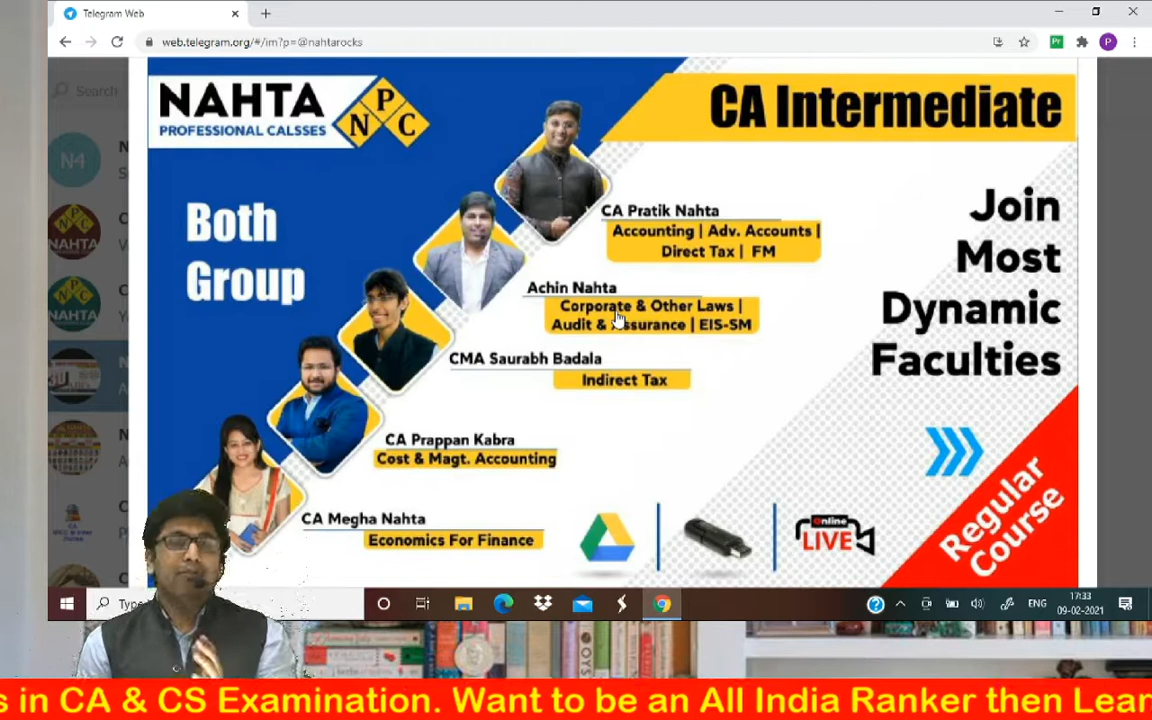 Telegram Web
web.telegram.org/#/im?p=@nahtarocks
P
Search
N4
NAHTA
PROFESSIONAL CALSSES
N P C
CA Intermediate
Both
Group
CA Pratik Nahta
Accounting | Adv. Accounts |
Direct Tax | FM
Achin Nahta
Corporate & Other Laws |
Audit & Assurance | EIS-SM
CMA Saurabh Badala
Indirect Tax
CA Prappan Kabra
Cost & Magt. Accounting
CA Megha Nahta
Economics For Finance
Join
Most
Dynamic
Faculties
Regular
Course
Online
LIVE
NAHTA
Type
ENG
17:33
09-02-2021
s in CA & CS Examination. Want to be an All India Ranker then Lear